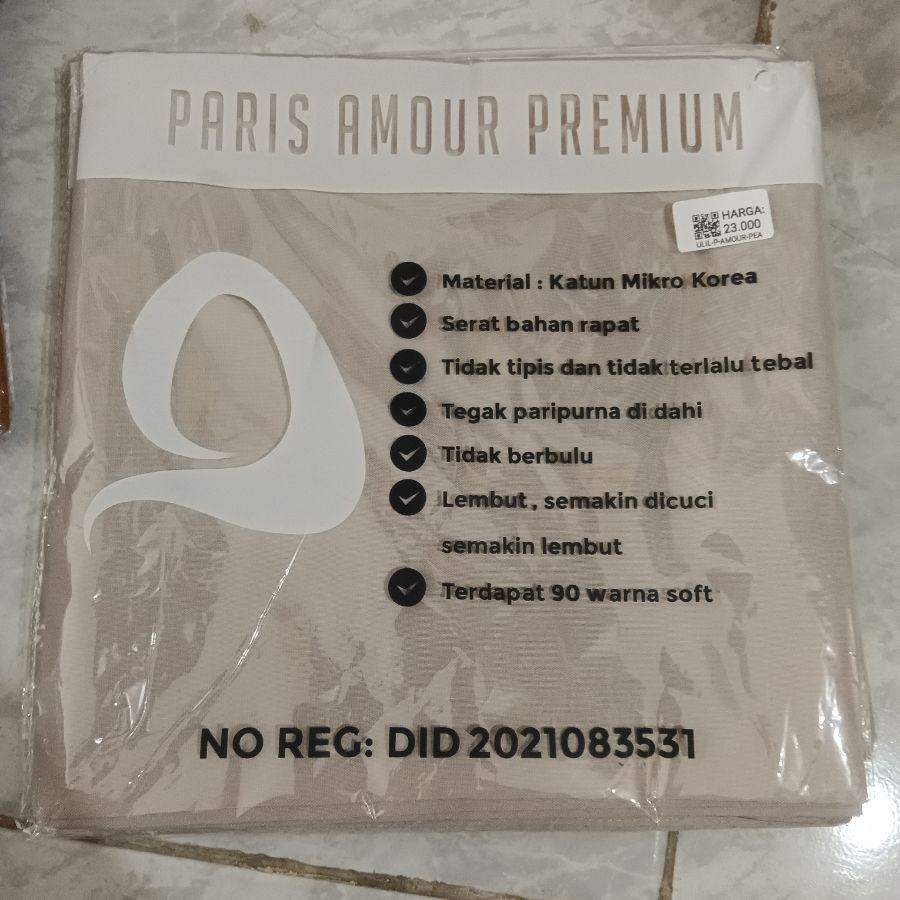 PARIS AMOUR PREMIUM
HARGA:
23.000
ULIL-P-AMOUR-PEA
Material : Katun Mikro Korea
Serat bahan rapat
Tidak tipis dan tidak terlalu tebal
Tegak paripurna di dahi
Tidak berbulu
Lembut, semakin dicuci
semakin lembut
Terdapat 90 warna soft
NO REG: DID 2021083531